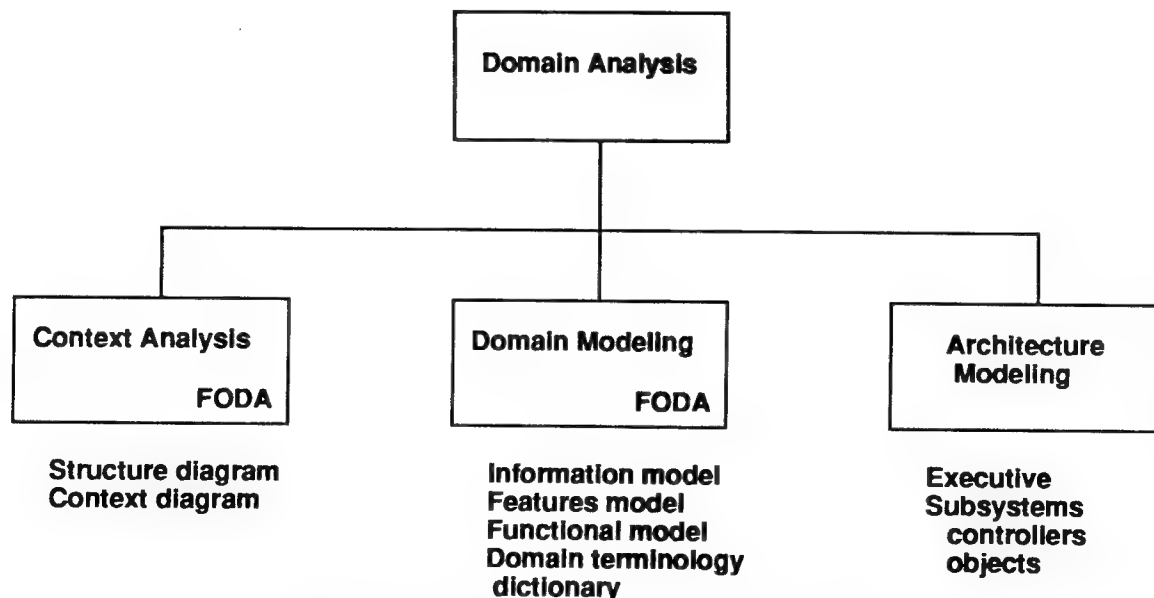 Domain Analysis
Context Analysis
FODA
Domain Modeling
FODA
Architecture
Modeling
Structure diagram
Context diagram
Information model
Features model
Functional model
Domain terminology
dictionary
Executive
Subsystems
controllers
objects